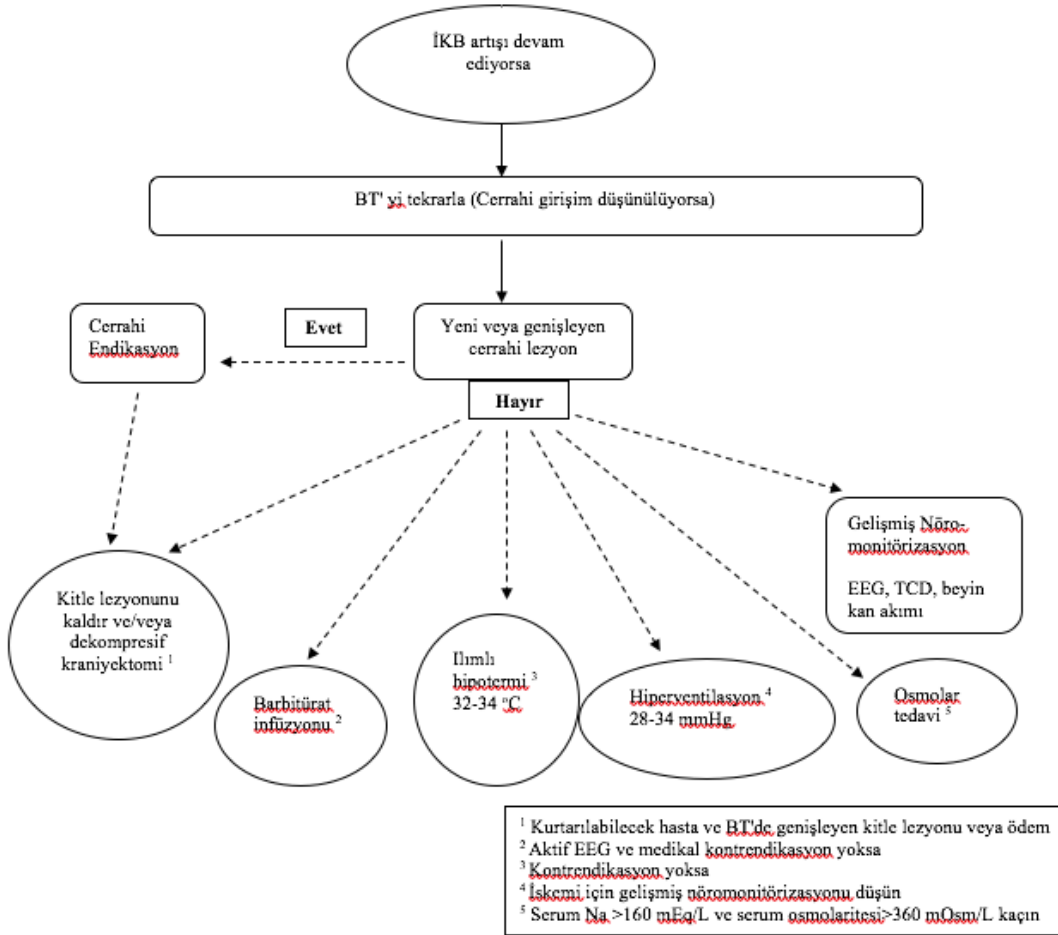 İKB artışı devam
ediyorsa
BT' yi tekrarla (Cerrahi girişim düşünülüyorsa)
Cerrahi
Endikasyon
Evet
Yeni veya genişleyen
cerrahi lezyon
Hayır
Gelişmiş Nöro-
monitörizasyon
EEG, TCD, beyin
kan akımı
Kitle lezyonunu
kaldır ve/veya
dekompresif
kraniyektomi ¹
Barbitürat
infüzyonu ²
Ilımlı
hipotermi ³
32-34 °C
Hiperventilasyon ⁴
28-34 mmHg
Osmolar
tedavi ⁵
¹ Kurtarılabilecek hasta ve BT'de genişleyen kitle lezyonu veya ödem
² Aktif EEG ve medikal kontrendikasyon yoksa
³ Kontrendikasyon yoksa
⁴ İskemi için gelişmiş nöromonitörizasyonu düşün
⁵ Serum Na >160 mEq/L ve serum osmolaritesi>360 mOsm/L kaçın